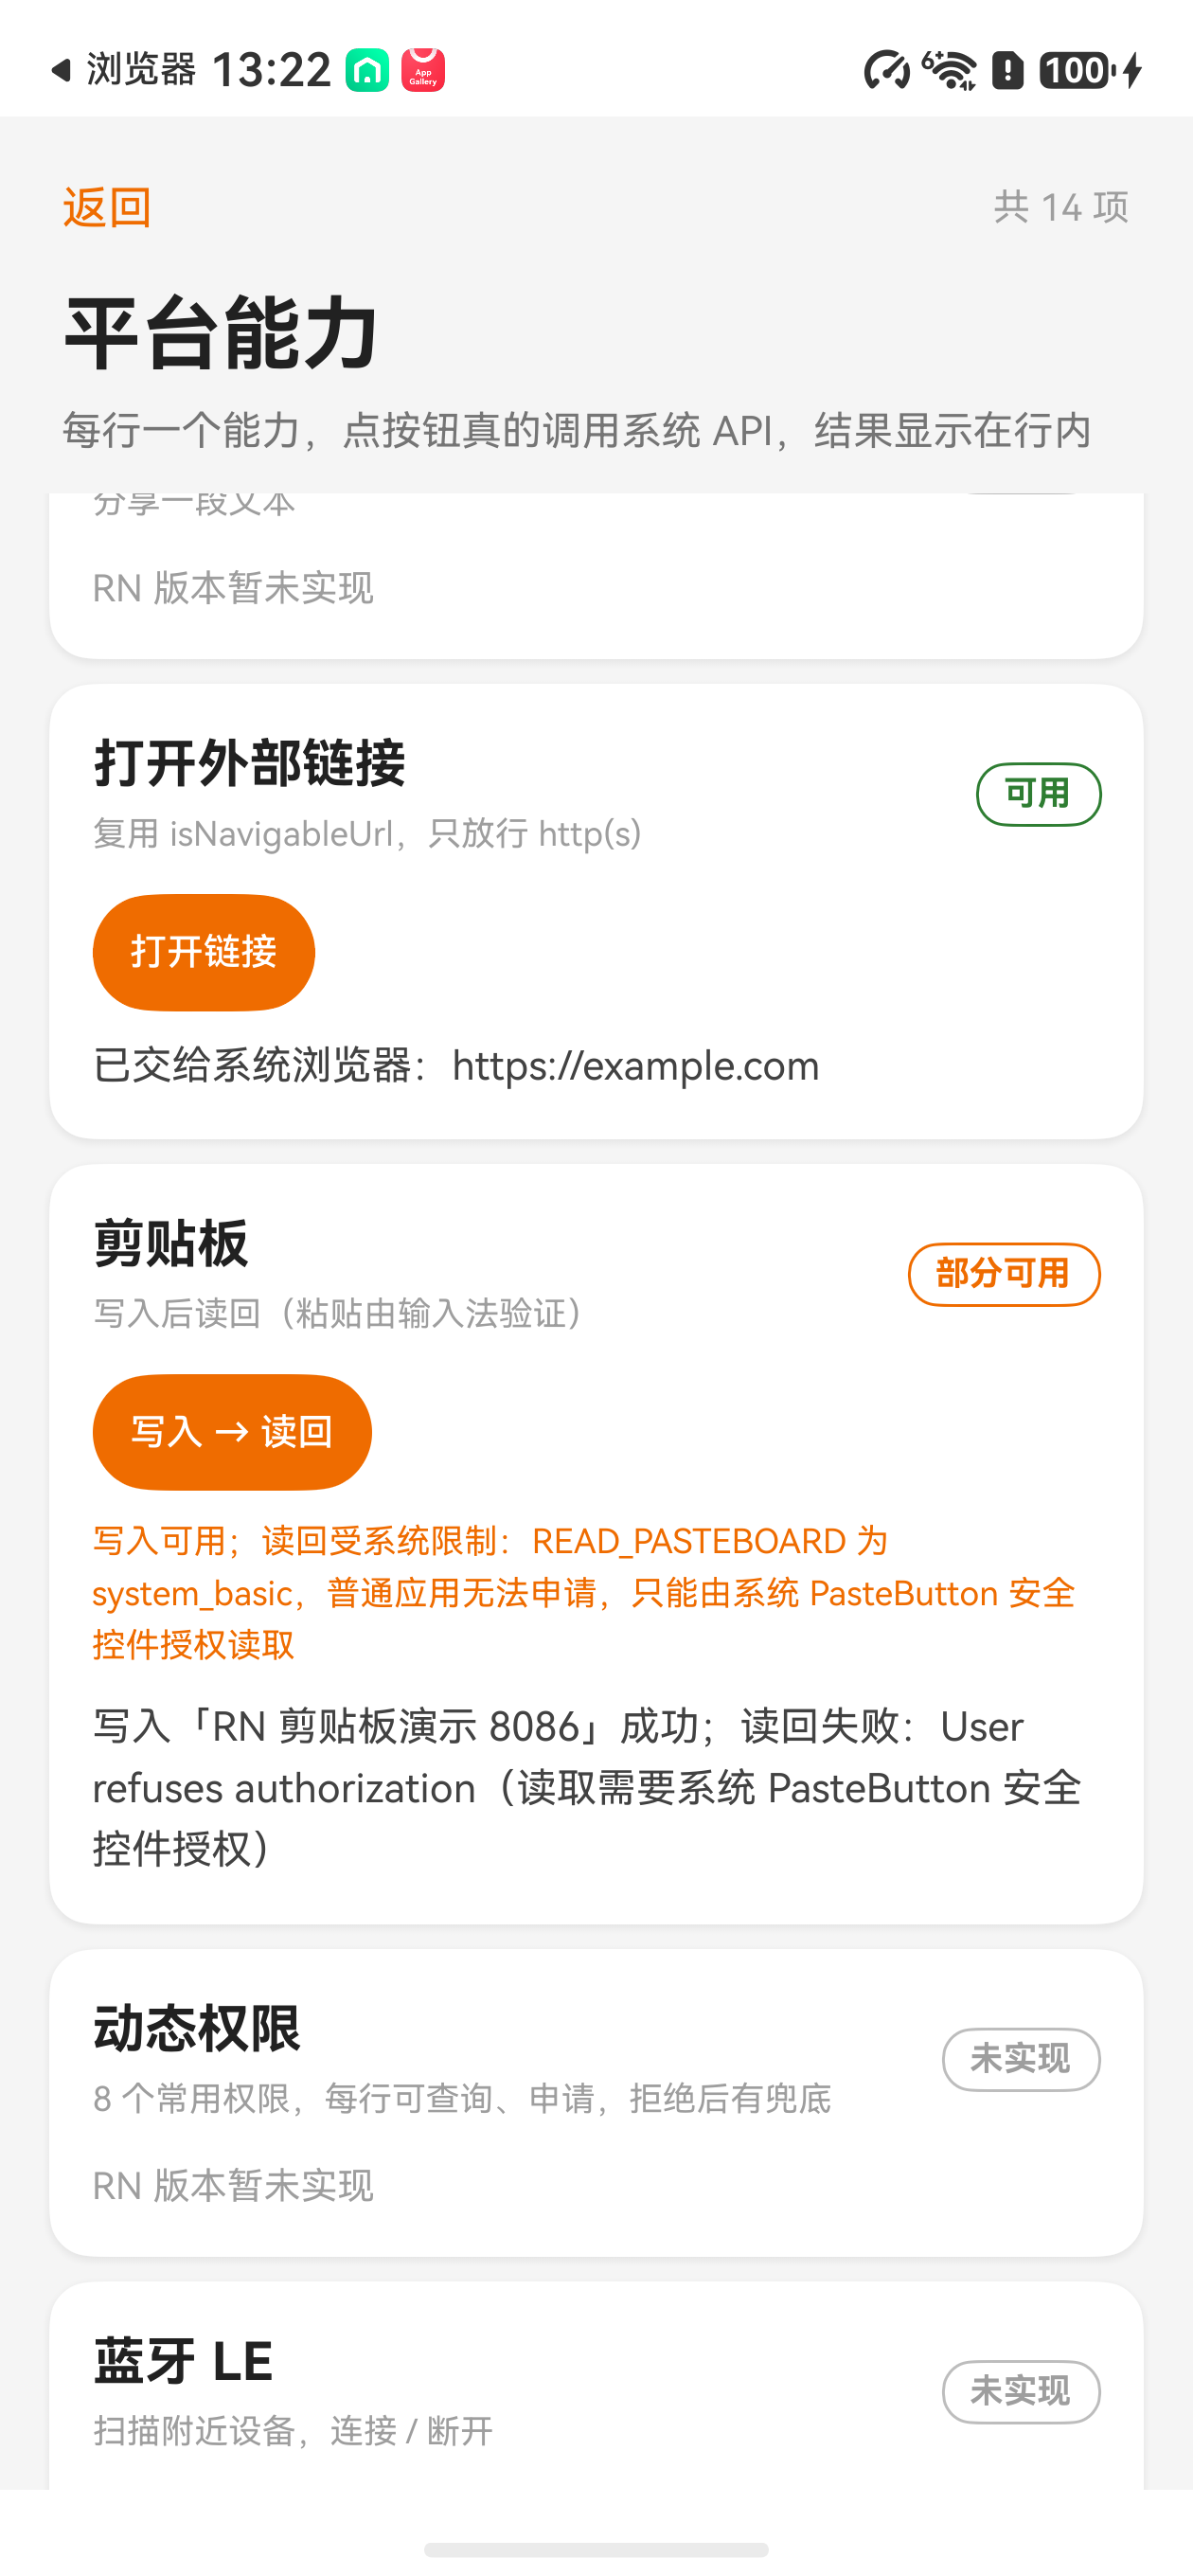 浏览器 13:22
App
Gallery
6+
100
返回
共 14 项
平台能力
每行一个能力，点按钮真的调用系统 API，结果显示在行内
分享一段文本
RN 版本暂未实现
打开外部链接
可用
复用 isNavigableUrl，只放行 http(s)
打开链接
已交给系统浏览器：https://example.com
剪贴板
部分可用
写入后读回（粘贴由输入法验证）
写入 → 读回
写入可用；读回受系统限制：READ_PASTEBOARD 为
system_basic，普通应用无法申请，只能由系统 PasteButton 安全
控件授权读取
写入「RN 剪贴板演示 8086」成功；读回失败：User
refuses authorization（读取需要系统 PasteButton 安全
控件授权）
动态权限
未实现
8 个常用权限，每行可查询、申请，拒绝后有兜底
RN 版本暂未实现
蓝牙 LE
未实现
扫描附近设备，连接 / 断开